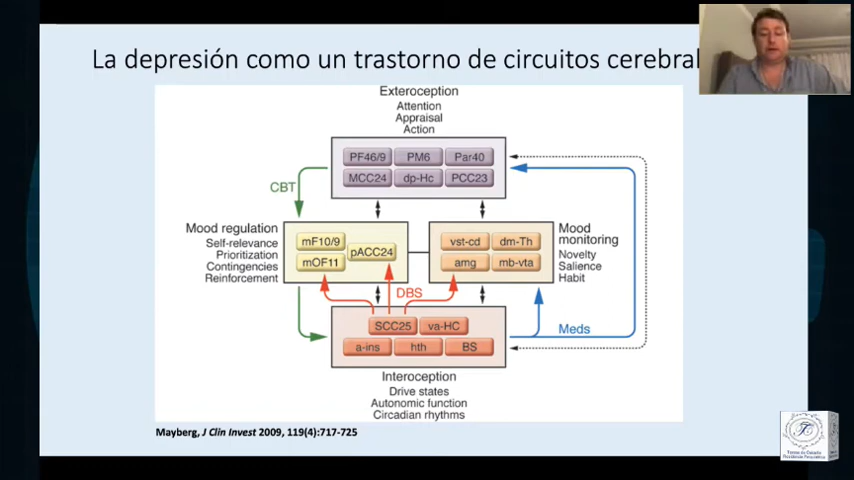 La depresión como un trastorno de circuitos cerebral
Exteroception
Attention
Appraisal
Action
PF46/9 PM6 Par40
MCC24 dp-Hc PCC23
CBT
Mood regulation
Self-relevance
Prioritization
Contingencies
Reinforcement
mF10/9
mOF11
pACC24
vst-cd dm-Th
amg mb-vta
Mood
monitoring
Novelty
Salience
Habit
DBS
SCC25 va-HC
a-ins hth BS
Meds
Interoception
Drive states
Autonomic function
Circadian rhythms
Mayberg, J Clin Invest 2009, 119(4):717-725